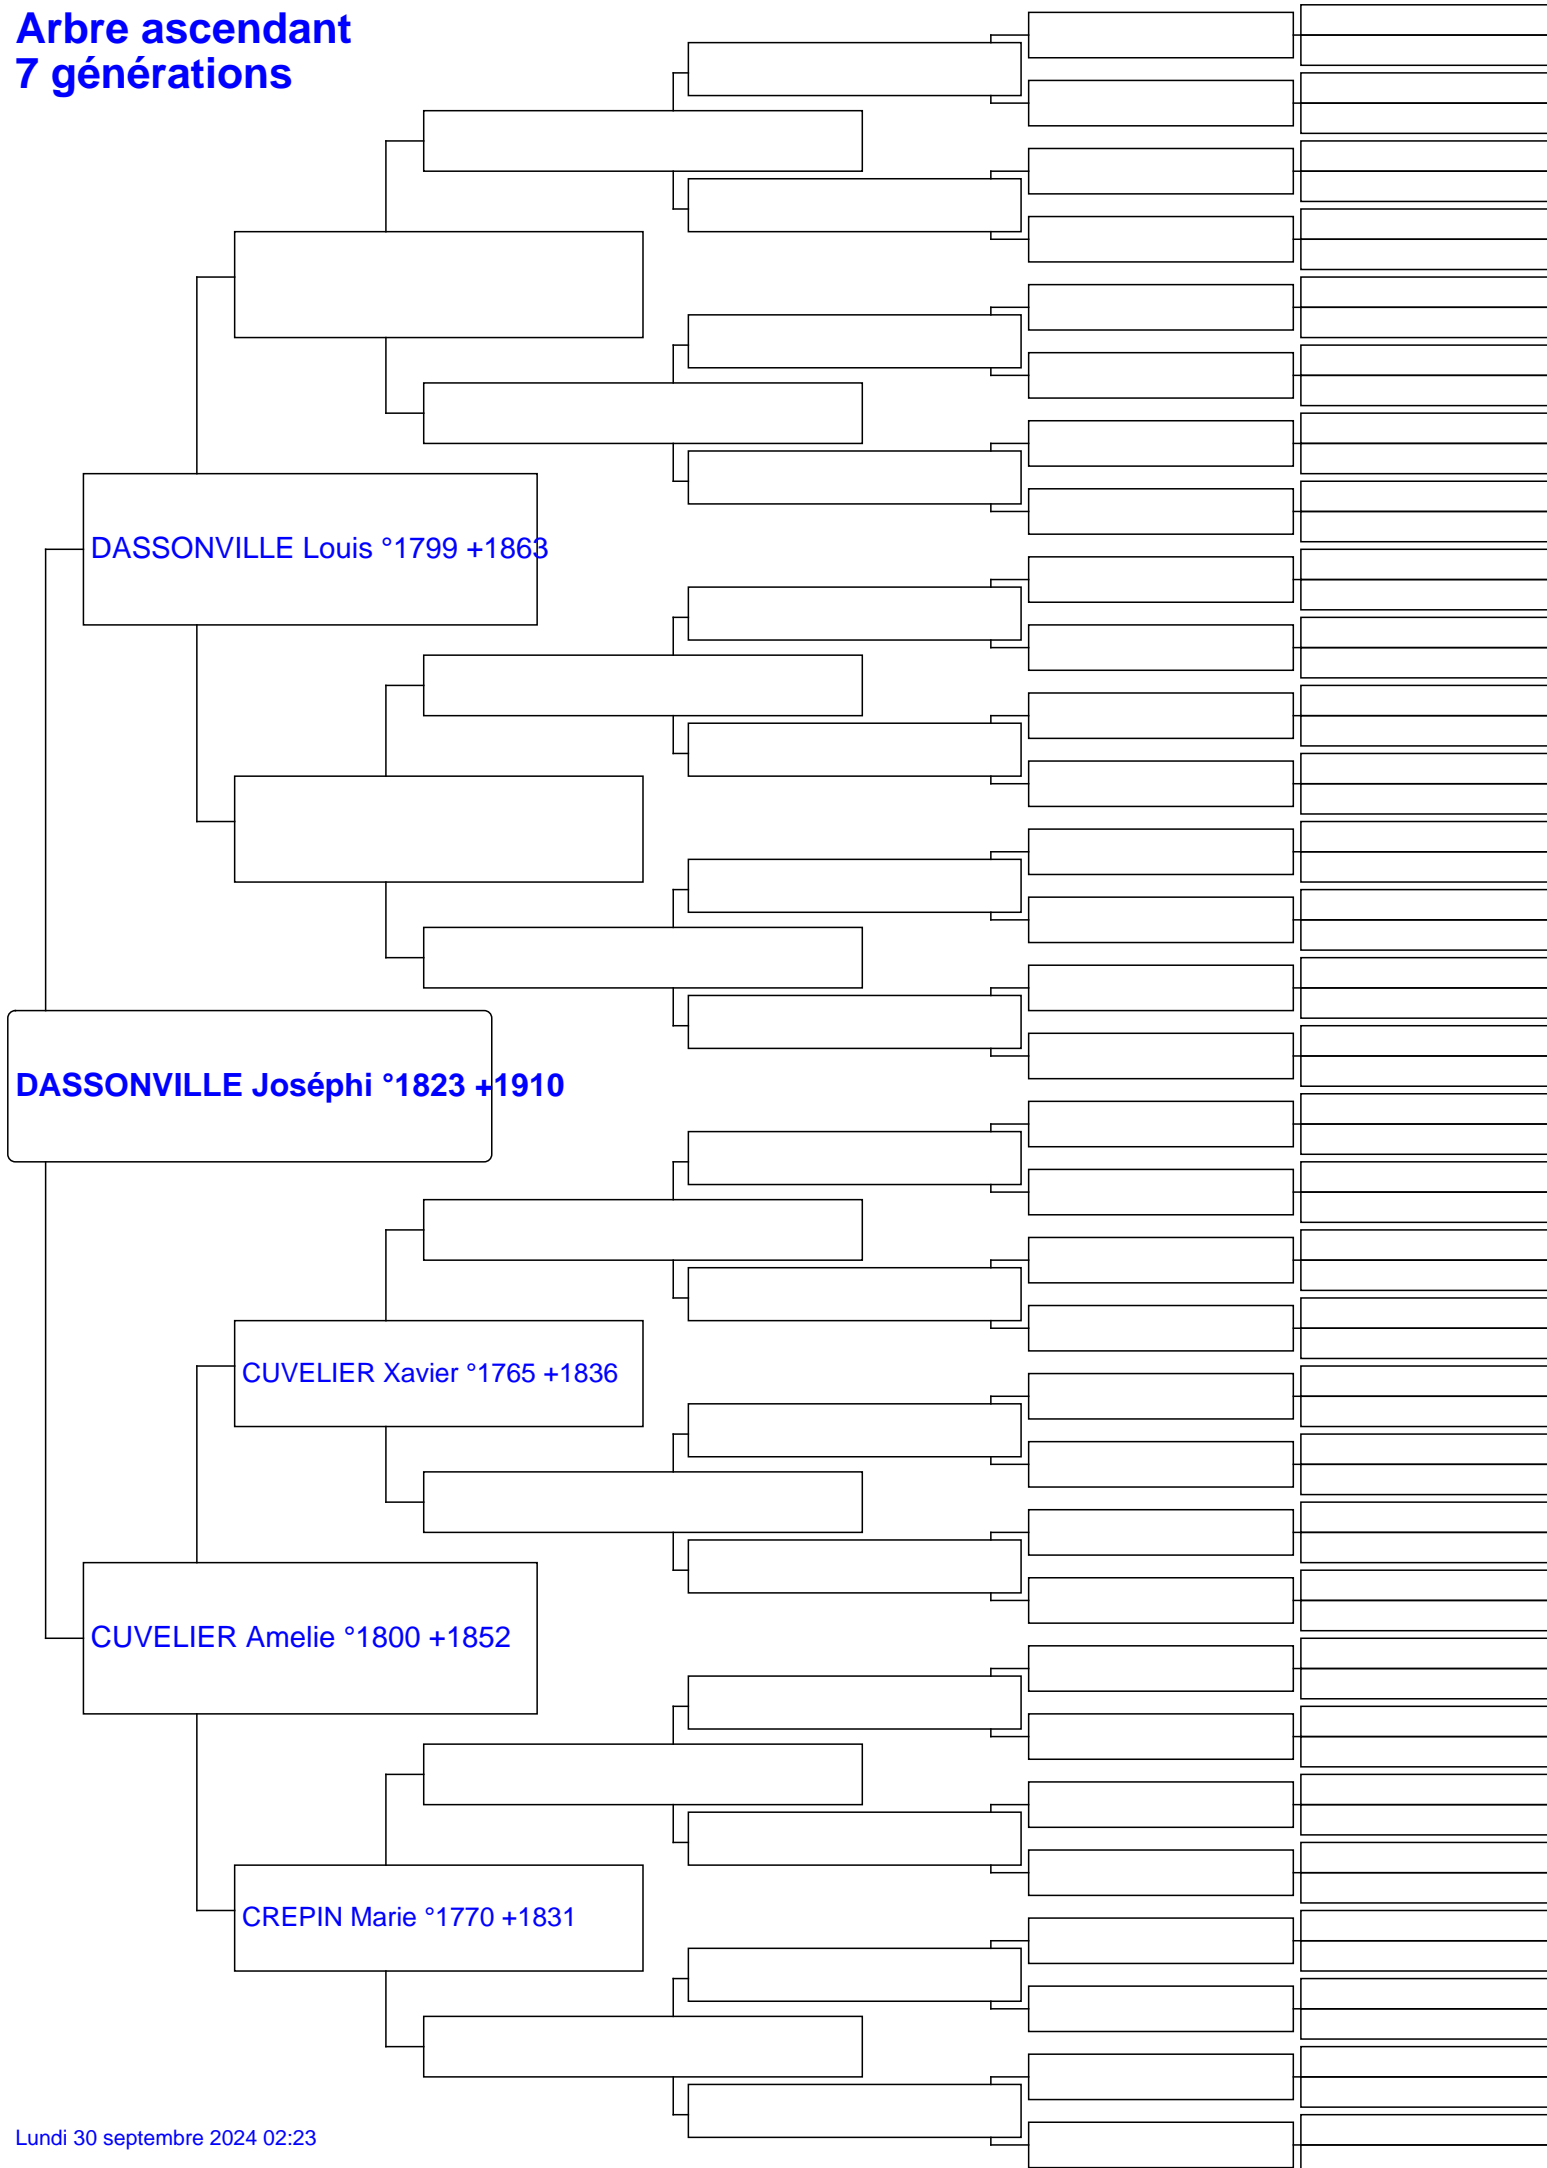 Arbre ascendant
7 générations
DASSONVILLE Louis °1799 +1863
DASSONVILLE Joséphi °1823 +1910
CUVELIER Xavier °1765 +1836
CUVELIER Amelie °1800 +1852
CREPIN Marie °1770 +1831
Lundi 30 septembre 2024 02:23